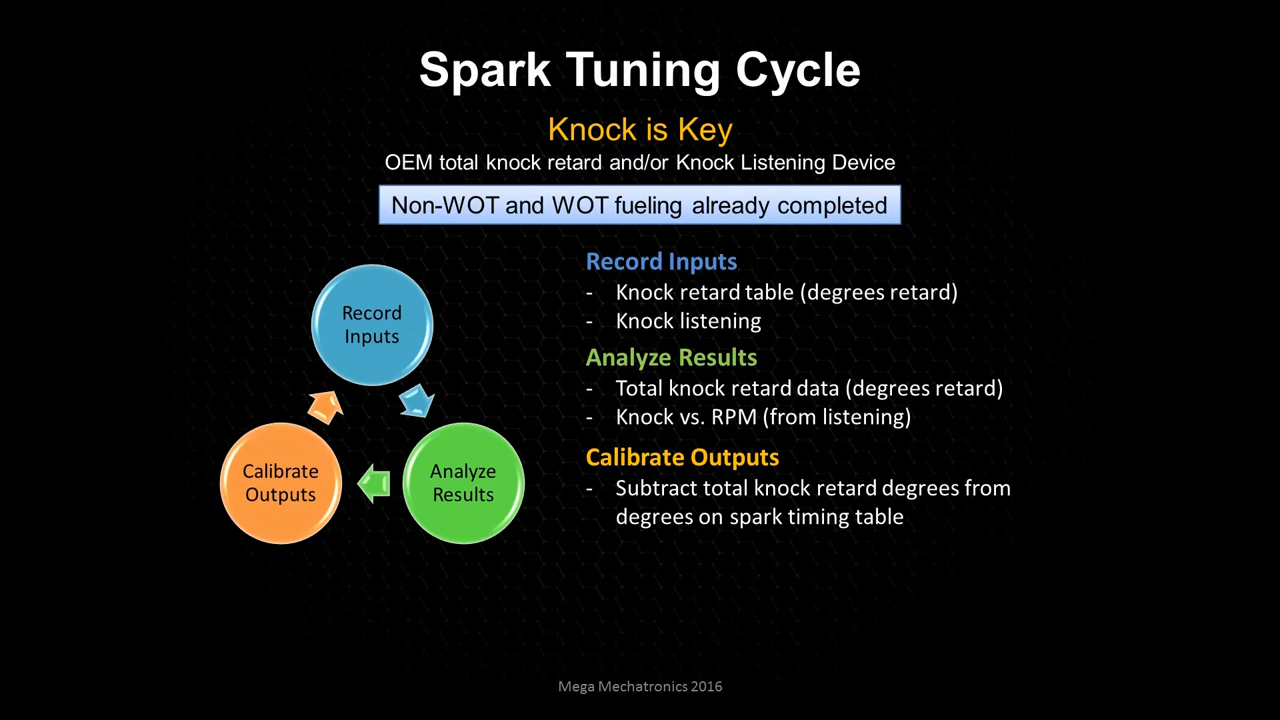 Spark Tuning Cycle
Knock is Key
OEM total knock retard and/or Knock Listening Device
Non-WOT and WOT fueling already completed
Record
Inputs
Calibrate
Outputs
Analyze
Results
Record Inputs
- Knock retard table (degrees retard)
- Knock listening
Analyze Results
- Total knock retard data (degrees retard)
- Knock vs. RPM (from listening)
Calibrate Outputs
- Subtract total knock retard degrees from
degrees on spark timing table
Mega Mechatronics 2016